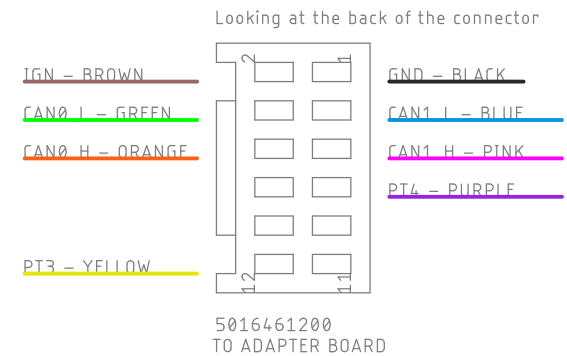 Looking at the back of the connector
2 1
IGN – BROWN
GND – BLACK
CAN0 L – GREEN
CAN1 L – BLUE
CAN0 H – ORANGE
CAN1 H – PINK
PT4 – PURPLE
PT3 – YELLOW
12 11
5016461200
TO ADAPTER BOARD